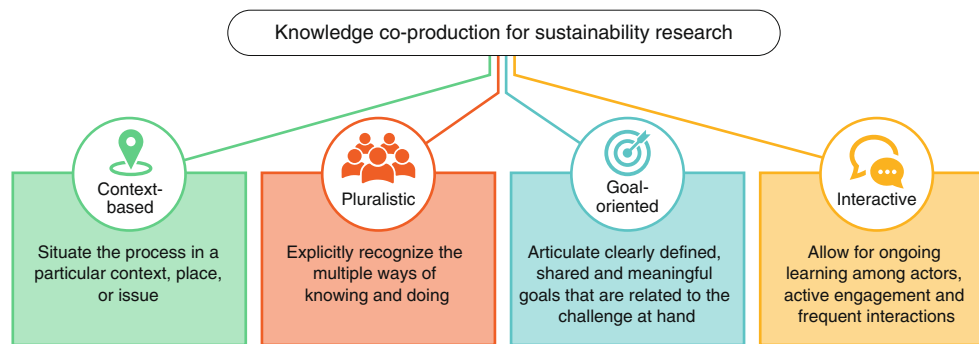 Knowledge co-production for sustainability research
Context-
based
Situate the process in a
particular context, place,
or issue
Pluralistic
Explicitly recognize the
multiple ways of
knowing and doing
Goal-
oriented
Articulate clearly defined,
shared and meaningful
goals that are related to the
challenge at hand
Interactive
Allow for ongoing
learning among actors,
active engagement and
frequent interactions